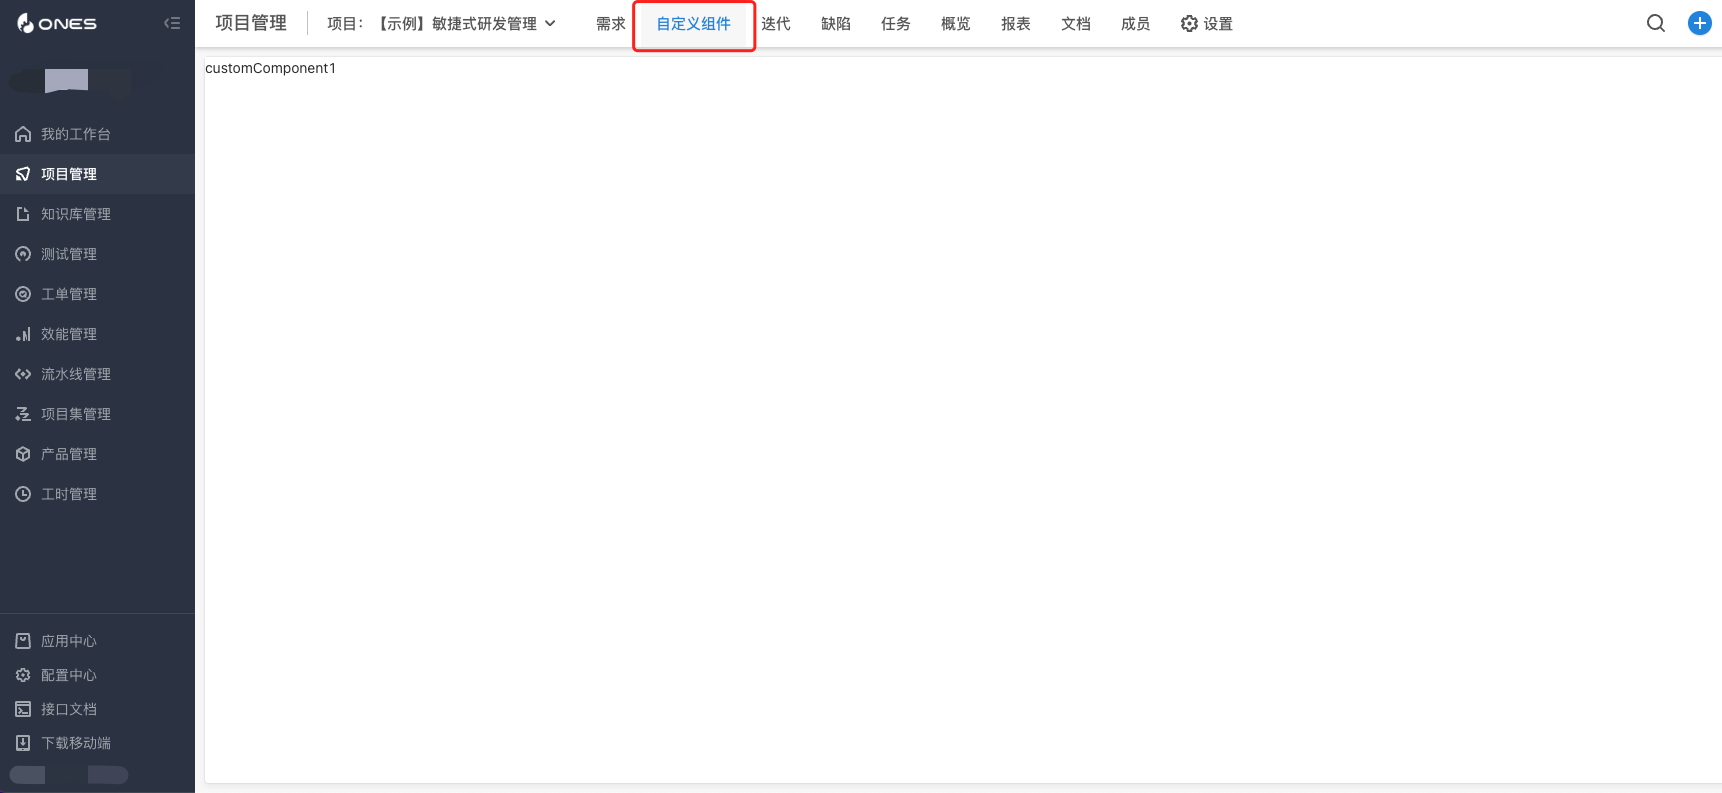 ONES
项目管理
项目：【示例】敏捷式研发管理
需求
自定义组件
迭代
缺陷
任务
概览
报表
文档
成员
设置
customComponent1
我的工作台
项目管理
知识库管理
测试管理
工单管理
效能管理
流水线管理
项目集管理
产品管理
工时管理
应用中心
配置中心
接口文档
下载移动端